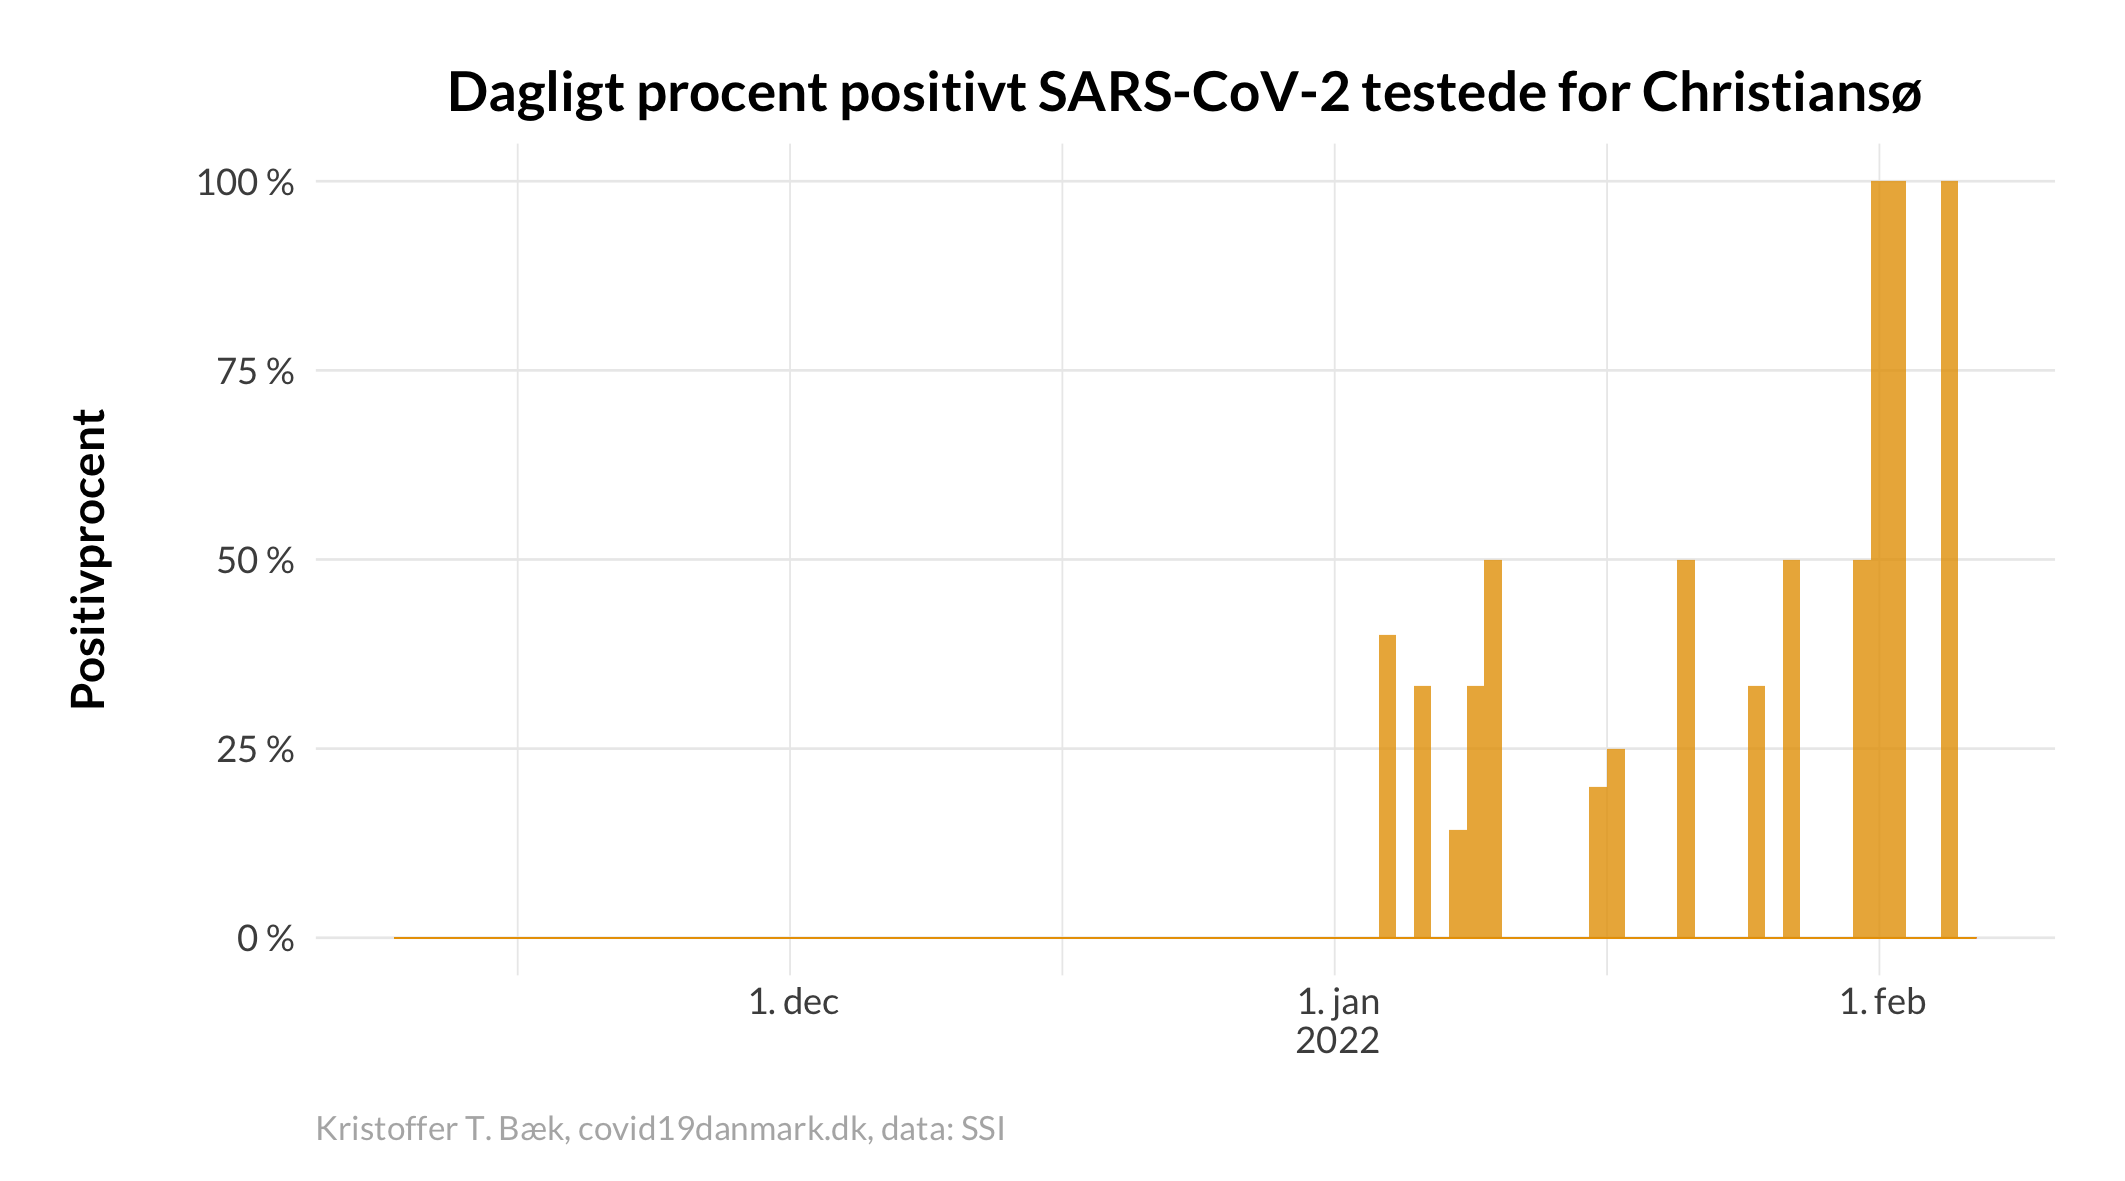 Dagligt procent positivt SARS-CoV-2 testede for Christiansø
Positivprocent
100 %
75 %
50 %
25 %
0 %
1. dec
1. jan
2022
1. feb
Kristoffer T. Bæk, covid19danmark.dk, data: SSI